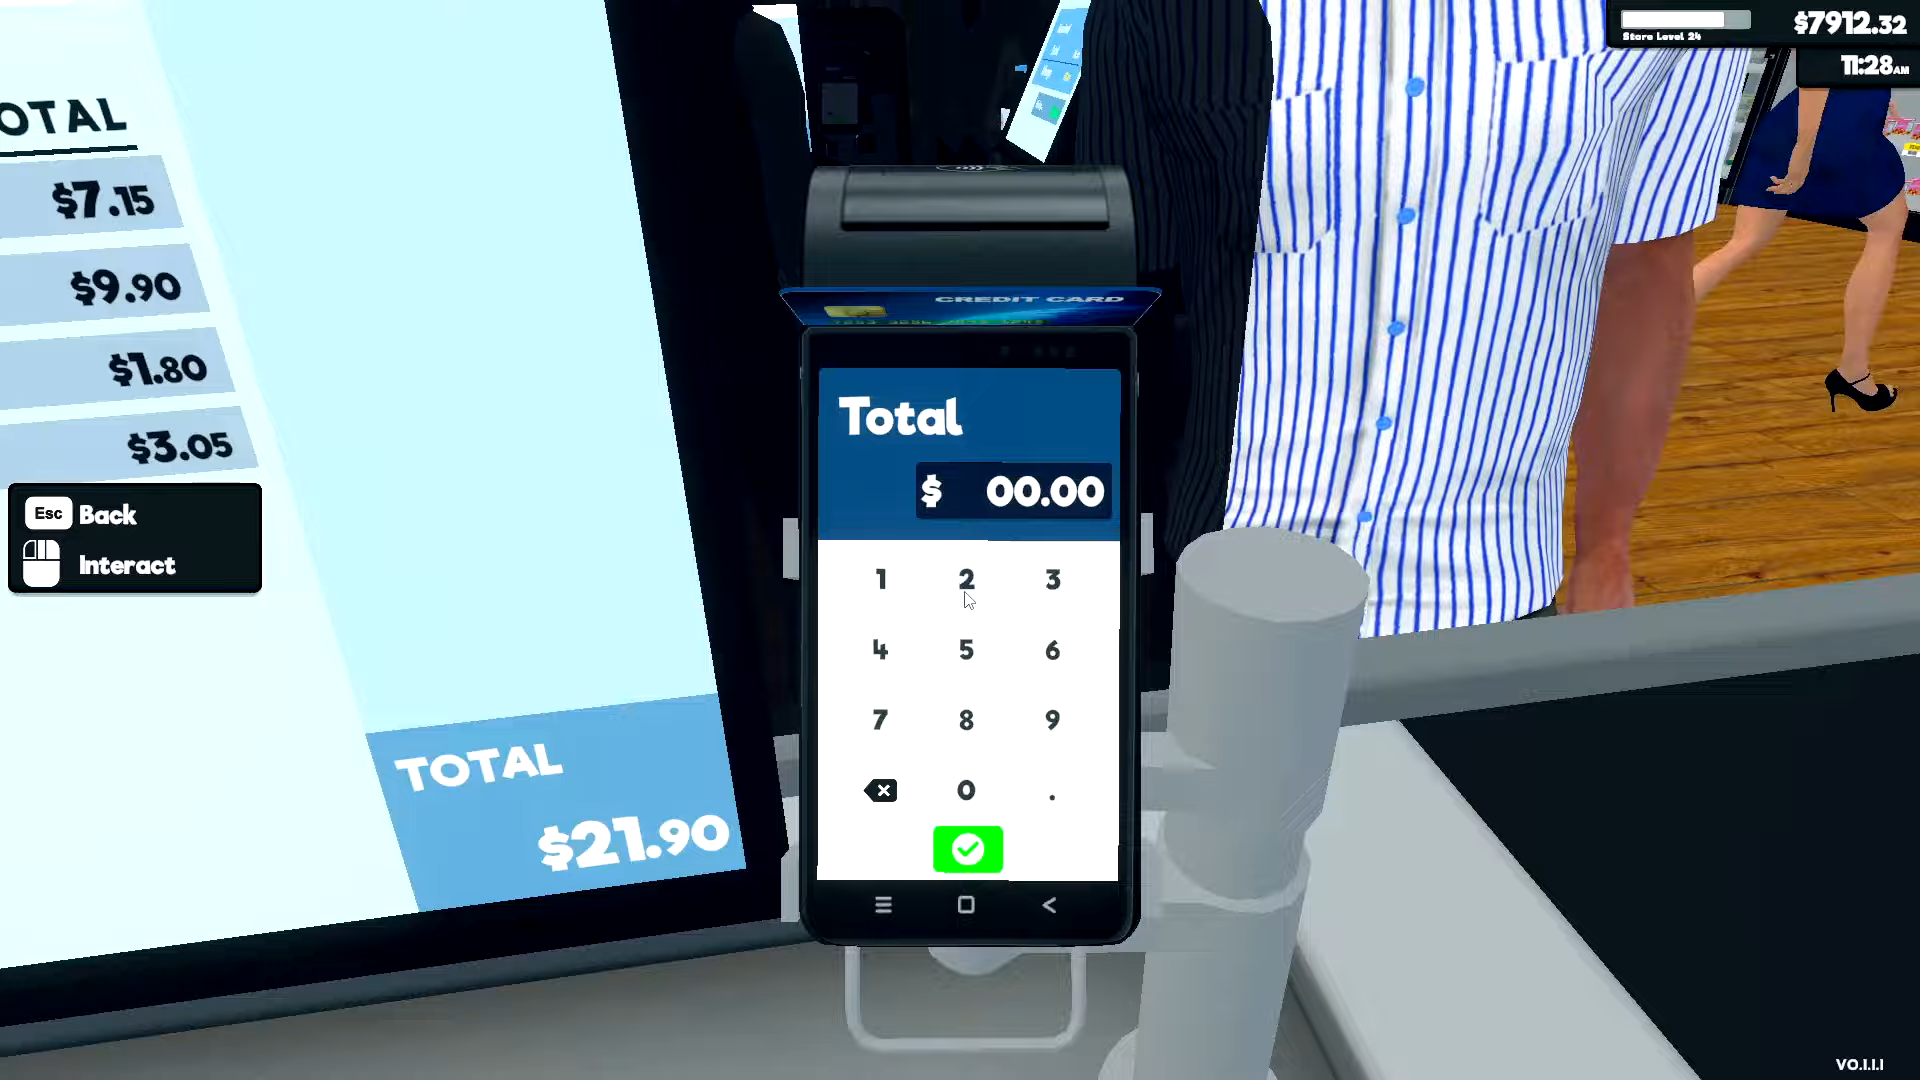 $7912.32
Store Level 24
11:28AM
OTAL
$7.15
$9.90
$1.80
$3.05
Esc Back
Interact
TOTAL
$21.90
CREDIT CARD
Total
$ 00.00
1 2 3
4 5 6
7 8 9
0 .
V0.1.1.1